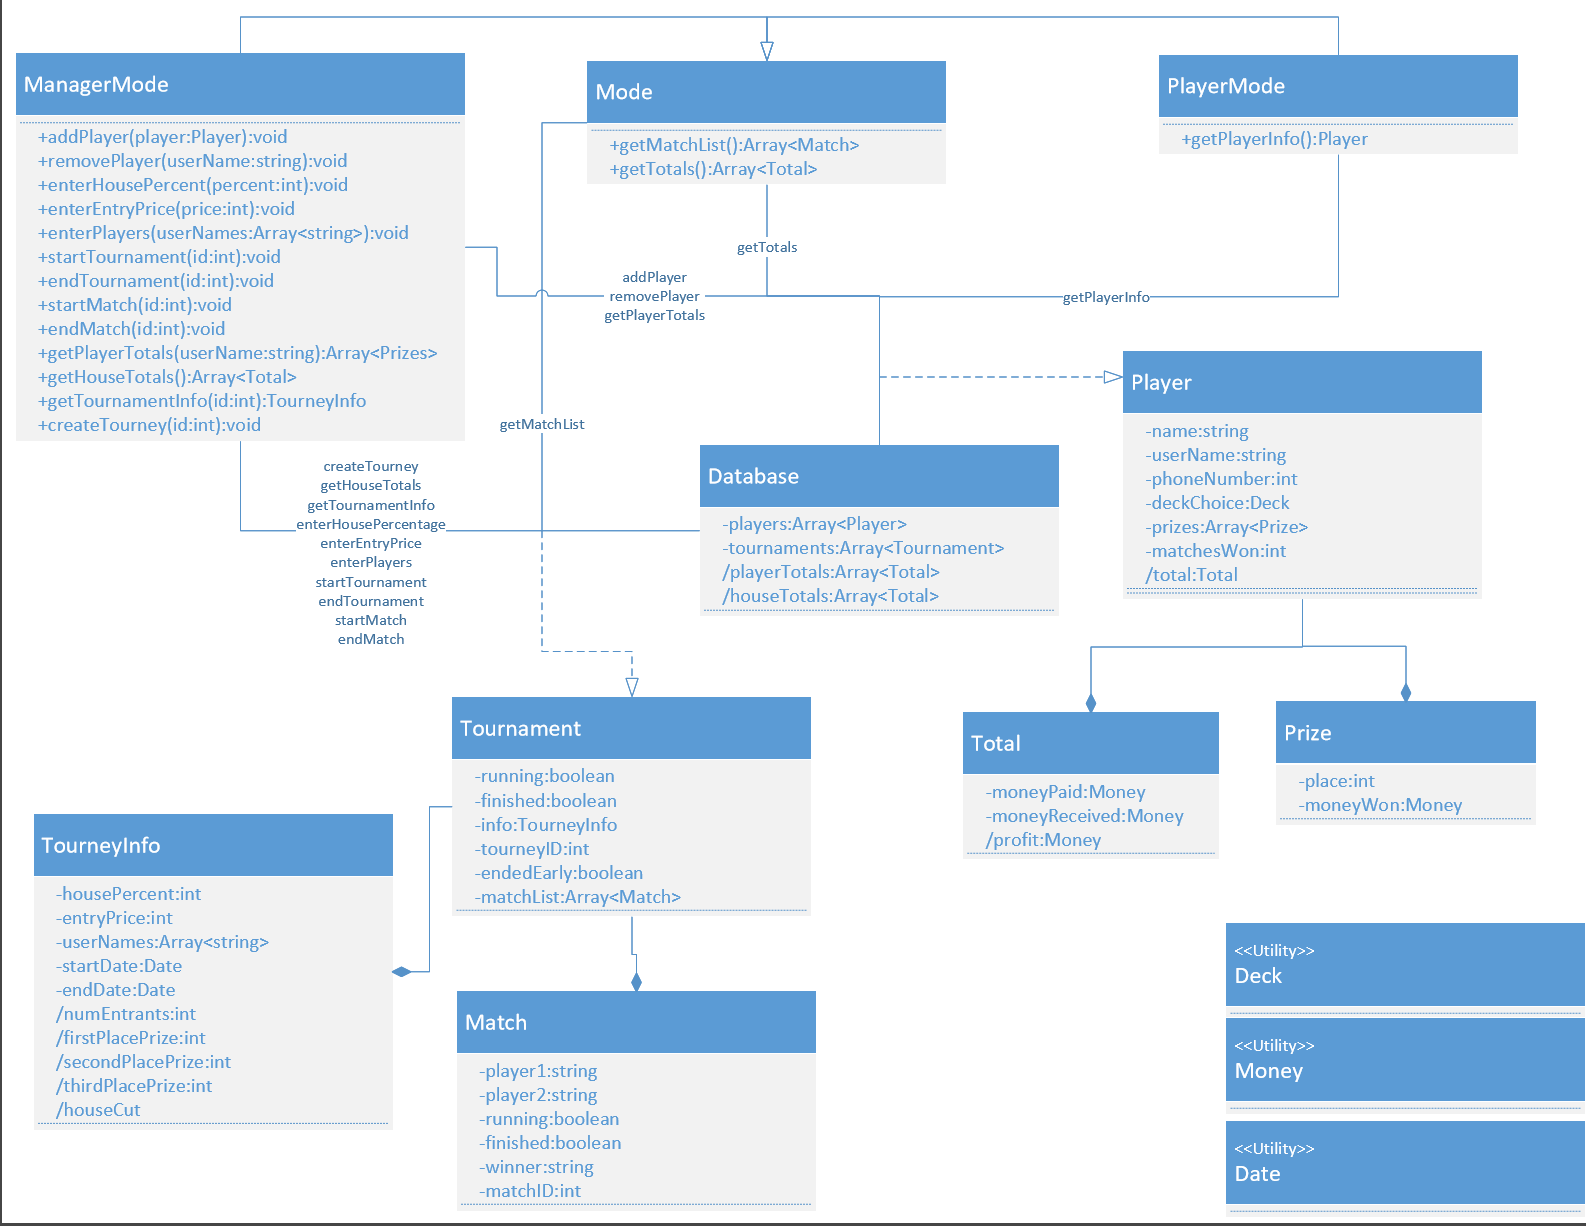 ManagerMode
+addPlayer(player:Player):void
+removePlayer(userName:string):void
+enterHousePercent(percent:int):void
+enterEntryPrice(price:int):void
+enterPlayers(userNames:Array<string>):void
+startTournament(id:int):void
+endTournament(id:int):void
+startMatch(id:int):void
+endMatch(id:int):void
+getPlayerTotals(userName:string):Array<Prizes>
+getHouseTotals():Array<Total>
+getTournamentInfo(id:int):TourneyInfo
+createTourney(id:int):void
Mode
+getMatchList():Array<Match>
+getTotals():Array<Total>
PlayerMode
+getPlayerInfo():Player
getTotals
addPlayer
removePlayer
getPlayerTotals
getPlayerInfo
getMatchList
createTourney
getHouseTotals
getTournamentInfo
enterHousePercentage
enterEntryPrice
enterPlayers
startTournament
endTournament
startMatch
endMatch
Database
-players:Array<Player>
-tournaments:Array<Tournament>
/playerTotals:Array<Total>
/houseTotals:Array<Total>
Player
-name:string
-userName:string
-phoneNumber:int
-deckChoice:Deck
-prizes:Array<Prize>
-matchesWon:int
/total:Total
Tournament
-running:boolean
-finished:boolean
-info:TourneyInfo
-tourneyID:int
-endedEarly:boolean
-matchList:Array<Match>
Total
-moneyPaid:Money
-moneyReceived:Money
/profit:Money
Prize
-place:int
-moneyWon:Money
TourneyInfo
-housePercent:int
-entryPrice:int
-userNames:Array<string>
-startDate:Date
-endDate:Date
/numEntrants:int
/firstPlacePrize:int
/secondPlacePrize:int
/thirdPlacePrize:int
/houseCut
Match
-player1:string
-player2:string
-running:boolean
-finished:boolean
-winner:string
-matchID:int
<<Utility>>
Deck
<<Utility>>
Money
<<Utility>>
Date